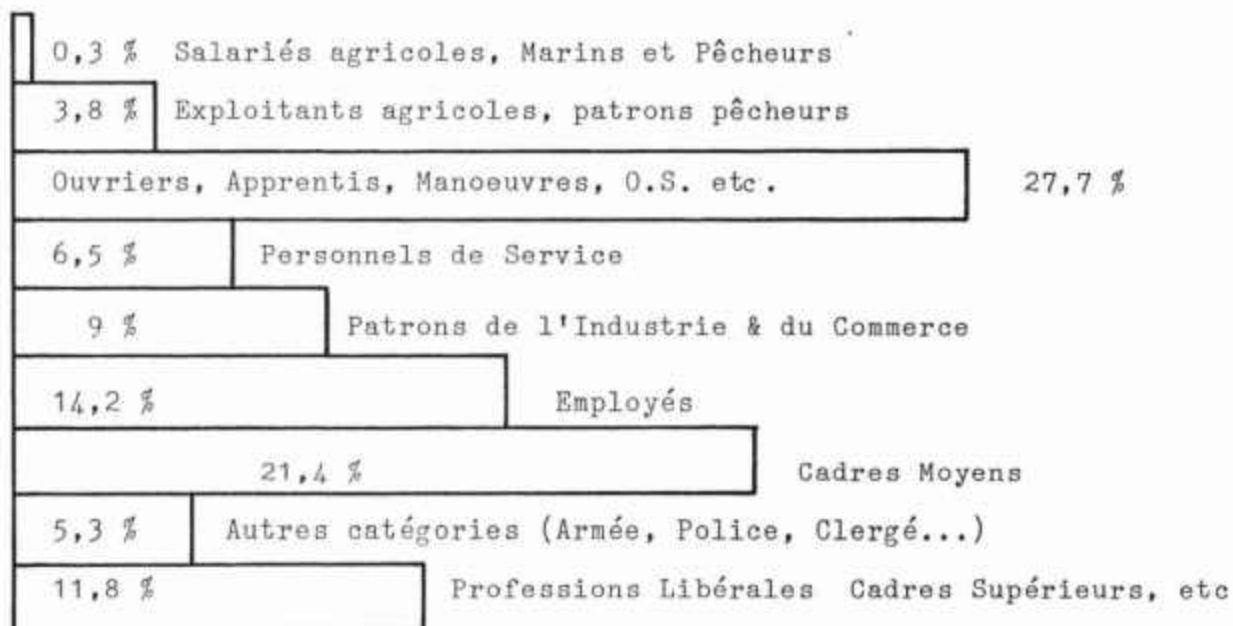 0,3 % Salariés agricoles, Marins et Pêcheurs
3,8 % Exploitants agricoles, patrons pêcheurs
Ouvriers, Apprentis, Manoeuvres, O.S. etc. 27,7 %
6,5 % Personnels de Service
9 % Patrons de l'Industrie & du Commerce
14,2 % Employés
21,4 % Cadres Moyens
5,3 % Autres catégories (Armée, Police, Clergé...)
11,8 % Professions Libérales Cadres Supérieurs, etc